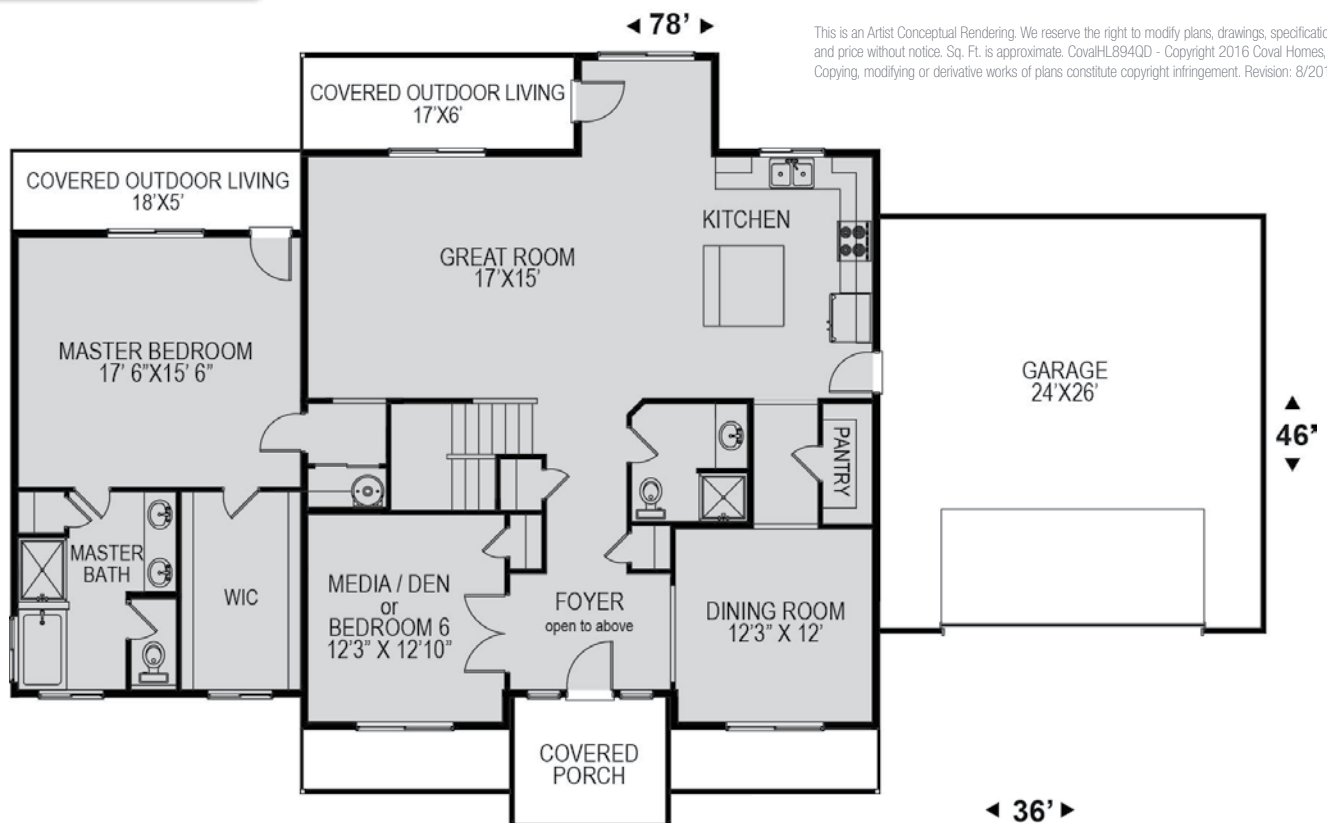 ◄ 78' ►
This is an Artist Conceptual Rendering. We reserve the right to modify plans, drawings,
and price without notice. Sq. Ft. is approximate. CovalHL894QD - Copyright 2016 Coval Homes,
Copying, modifying or derivative works of plans constitute copyright infringement. Revision:
COVERED OUTDOOR LIVING
17'X6'
COVERED OUTDOOR LIVING
18'X5'
KITCHEN
GREAT ROOM
17'X15'
MASTER BEDROOM
17' 6"X15' 6"
GARAGE
24'X26'
▲
46'
▼
PANTRY
MASTER
BATH
WIC
MEDIA / DEN
or
BEDROOM 6
12'3" X 12'10"
FOYER
open to above
DINING ROOM
12'3" X 12'
COVERED
PORCH
◄ 36' ►